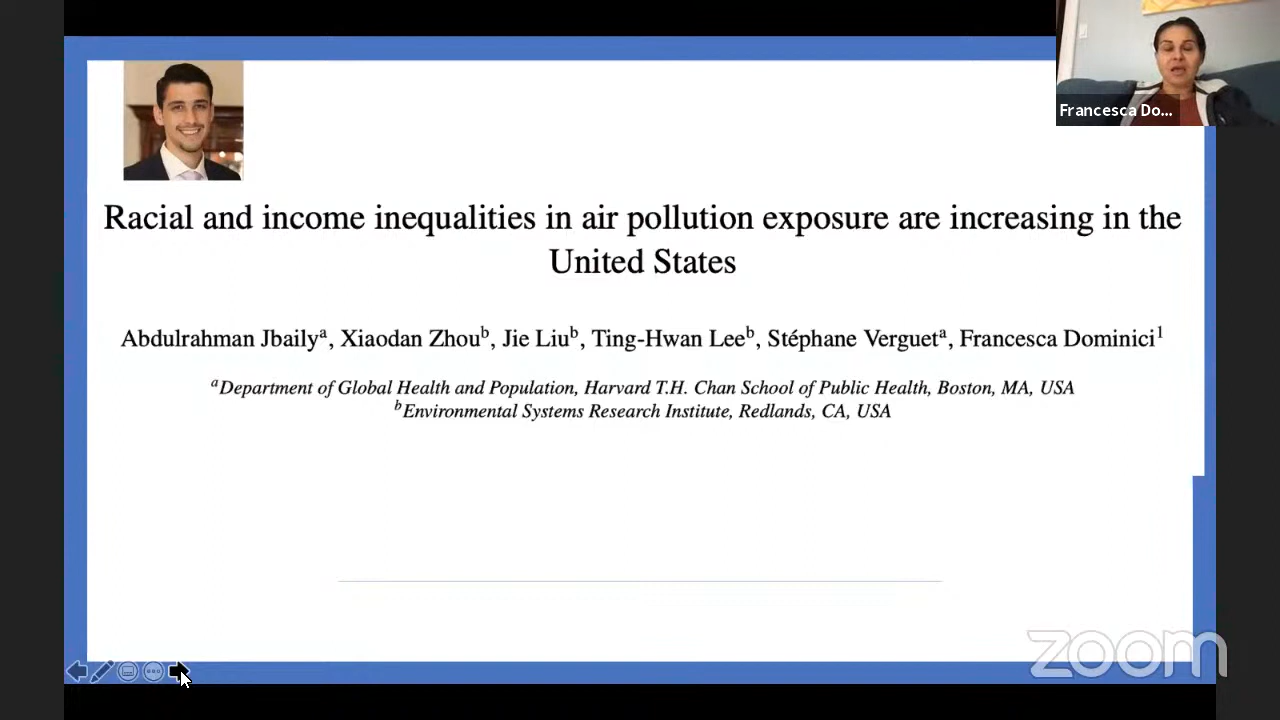 Francesca Do...
Racial and income inequalities in air pollution exposure are increasing in the
United States
Abdulrahman Jbailyᵃ, Xiaodan Zhouᵇ, Jie Liuᵇ, Ting-Hwan Leeᵇ, Stéphane Verguetᵃ, Francesca Dominici¹
ᵃDepartment of Global Health and Population, Harvard T.H. Chan School of Public Health, Boston, MA, USA
ᵇEnvironmental Systems Research Institute, Redlands, CA, USA
zoom